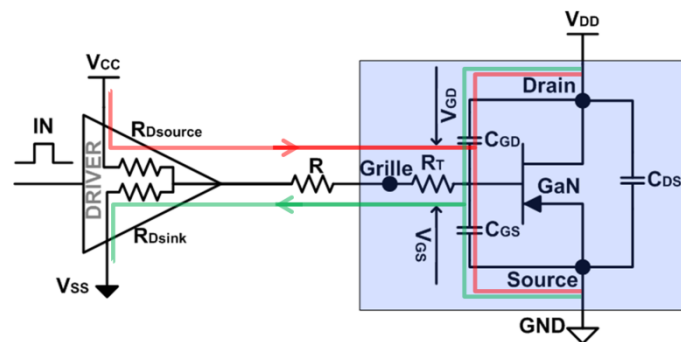 VDD
VCC
Drain
IN
RDsource
VGD
CGD
DRIVER
R
Grille
RT
GaN
CDS
RDsink
VGS
CGS
VSS
Source
GND